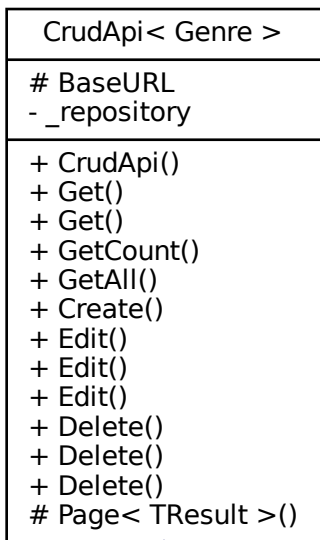 CrudApi< Genre >
# BaseURL
- _repository
+ CrudApi()
+ Get()
+ Get()
+ GetCount()
+ GetAll()
+ Create()
+ Edit()
+ Edit()
+ Edit()
+ Delete()
+ Delete()
+ Delete()
# Page< TResult >()